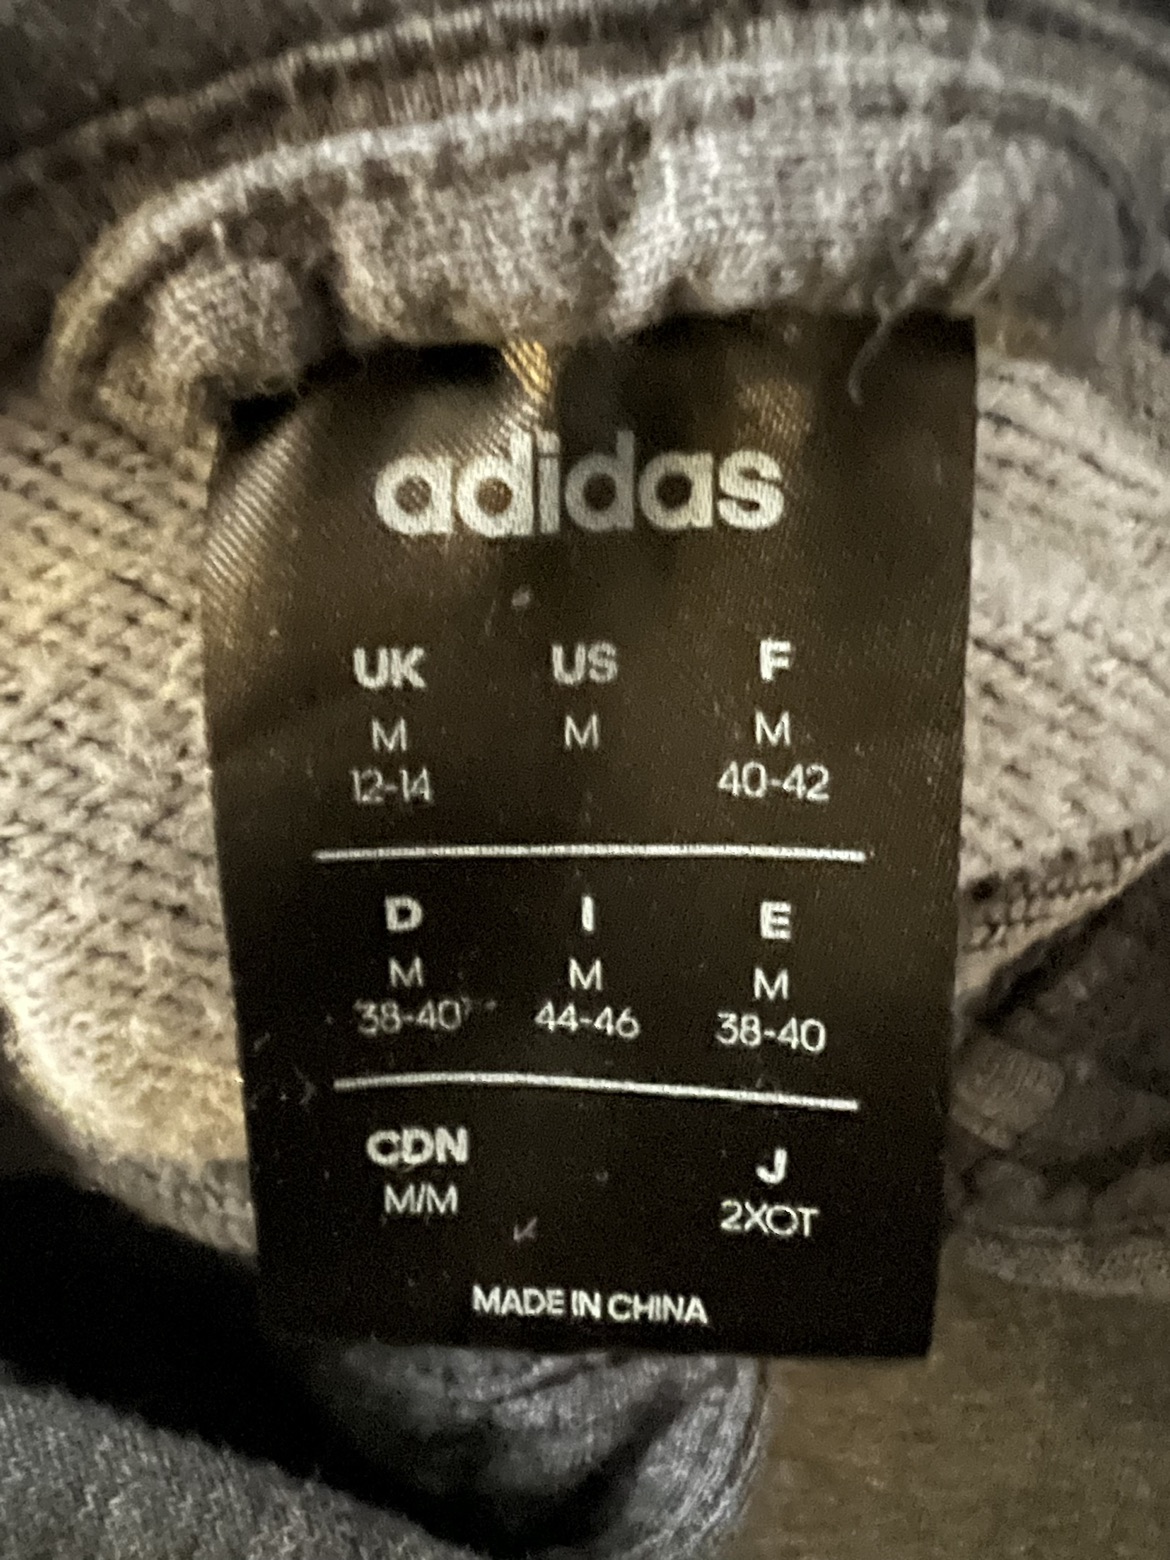 adidas
UK US F
M M M
12-14 40-42
D I E
M M M
38-40 44-46 38-40
CDN J
M/M 2XOT
MADE IN CHINA